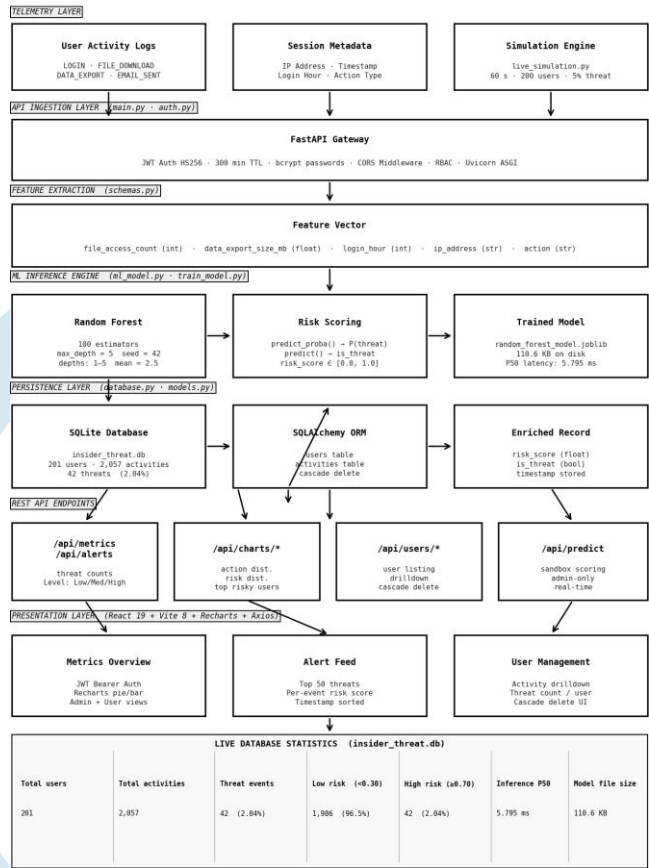 TELEMETRY LAYER
User Activity Logs
LOGIN · FILE_DOWNLOAD
DATA_EXPORT · EMAIL_SENT
Session Metadata
IP Address · Timestamp
Login Hour · Action Type
Simulation Engine
live_simulation.py
60 s · 200 users · 5% threat
API INGESTION LAYER (main.py · auth.py)
FastAPI Gateway
JWT Auth HS256 · 300 min TTL · bcrypt passwords · CORS Middleware · RBAC · Uvicorn ASGI
FEATURE EXTRACTION (schemas.py)
Feature Vector
file_access_count (int) · data_export_size_mb (float) · login_hour (int) · ip_address (str) · action (str)
ML INFERENCE ENGINE (ml_model.py · train_model.py)
Random Forest
100 estimators
max_depth = 5 seed = 42
depths: 1–5 mean = 2.5
Risk Scoring
predict_proba() → P(threat)
predict() → is_threat
risk_score ∈ [0.0, 1.0]
Trained Model
random_forest_model.joblib
110.6 KB on disk
P50 latency: 5.795 ms
PERSISTENCE LAYER (database.py · models.py)
SQLite Database
insider_threat.db
201 users · 2,057 activities
42 threats (2.04%)
SQLAlchemy ORM
users table
activities table
cascade delete
Enriched Record
risk_score (float)
is_threat (bool)
timestamp stored
REST API ENDPOINTS
/api/metrics
/api/alerts
threat counts
Level: Low/Med/High
/api/charts/*
action dist.
risk dist.
top risky users
/api/users/*
user listing
drilldown
cascade delete
/api/predict
sandbox scoring
admin-only
real-time
PRESENTATION LAYER (React 19 + Vite 8 + Recharts + Axios)
Metrics Overview
JWT Bearer Auth
Recharts pie/bar
Admin + User views
Alert Feed
Top 50 threats
Per-event risk score
Timestamp sorted
User Management
Activity drilldown
Threat count / user
Cascade delete UI
LIVE DATABASE STATISTICS (insider_threat.db)
Total users Total activities Threat events Low risk (<0.30) High risk (≥0.70) Inference P50 Model file size
201 2,057 42 (2.04%) 1,986 (96.5%) 42 (2.04%) 5.795 ms 110.6 KB